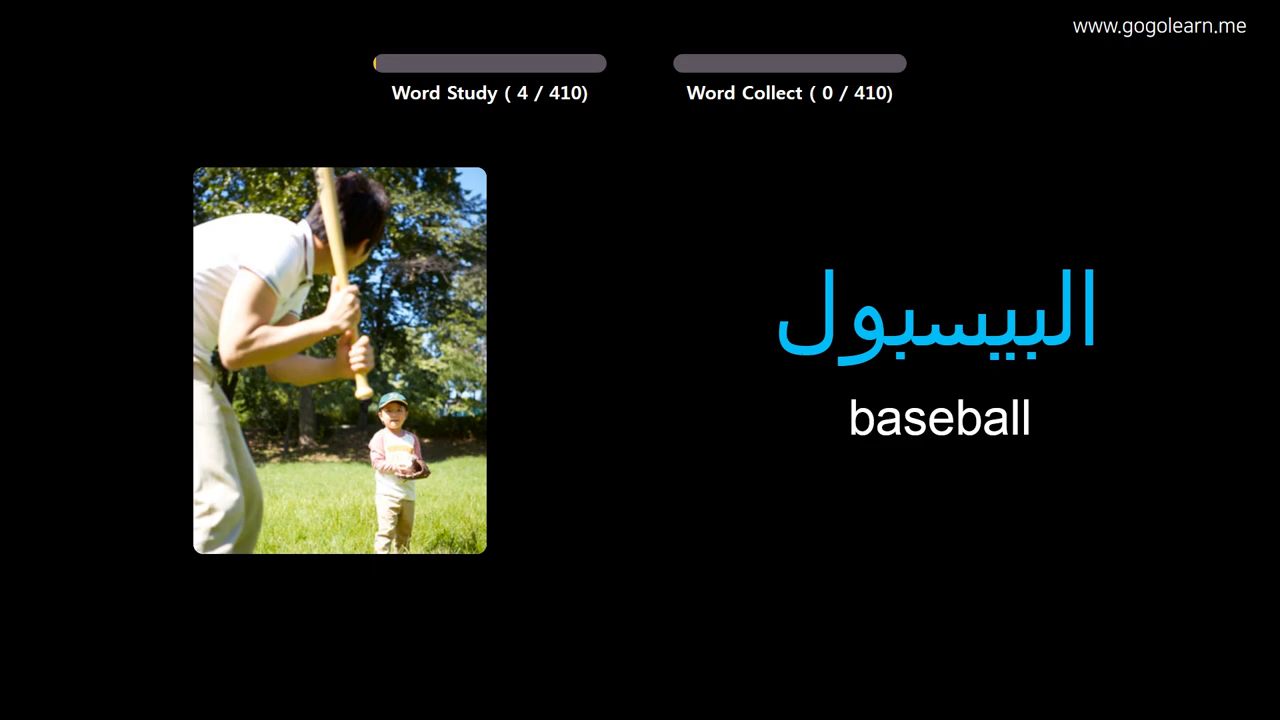 www.gogolearn.me
Word Study ( 4 / 410)
Word Collect ( 0 / 410)
البيسبول
baseball